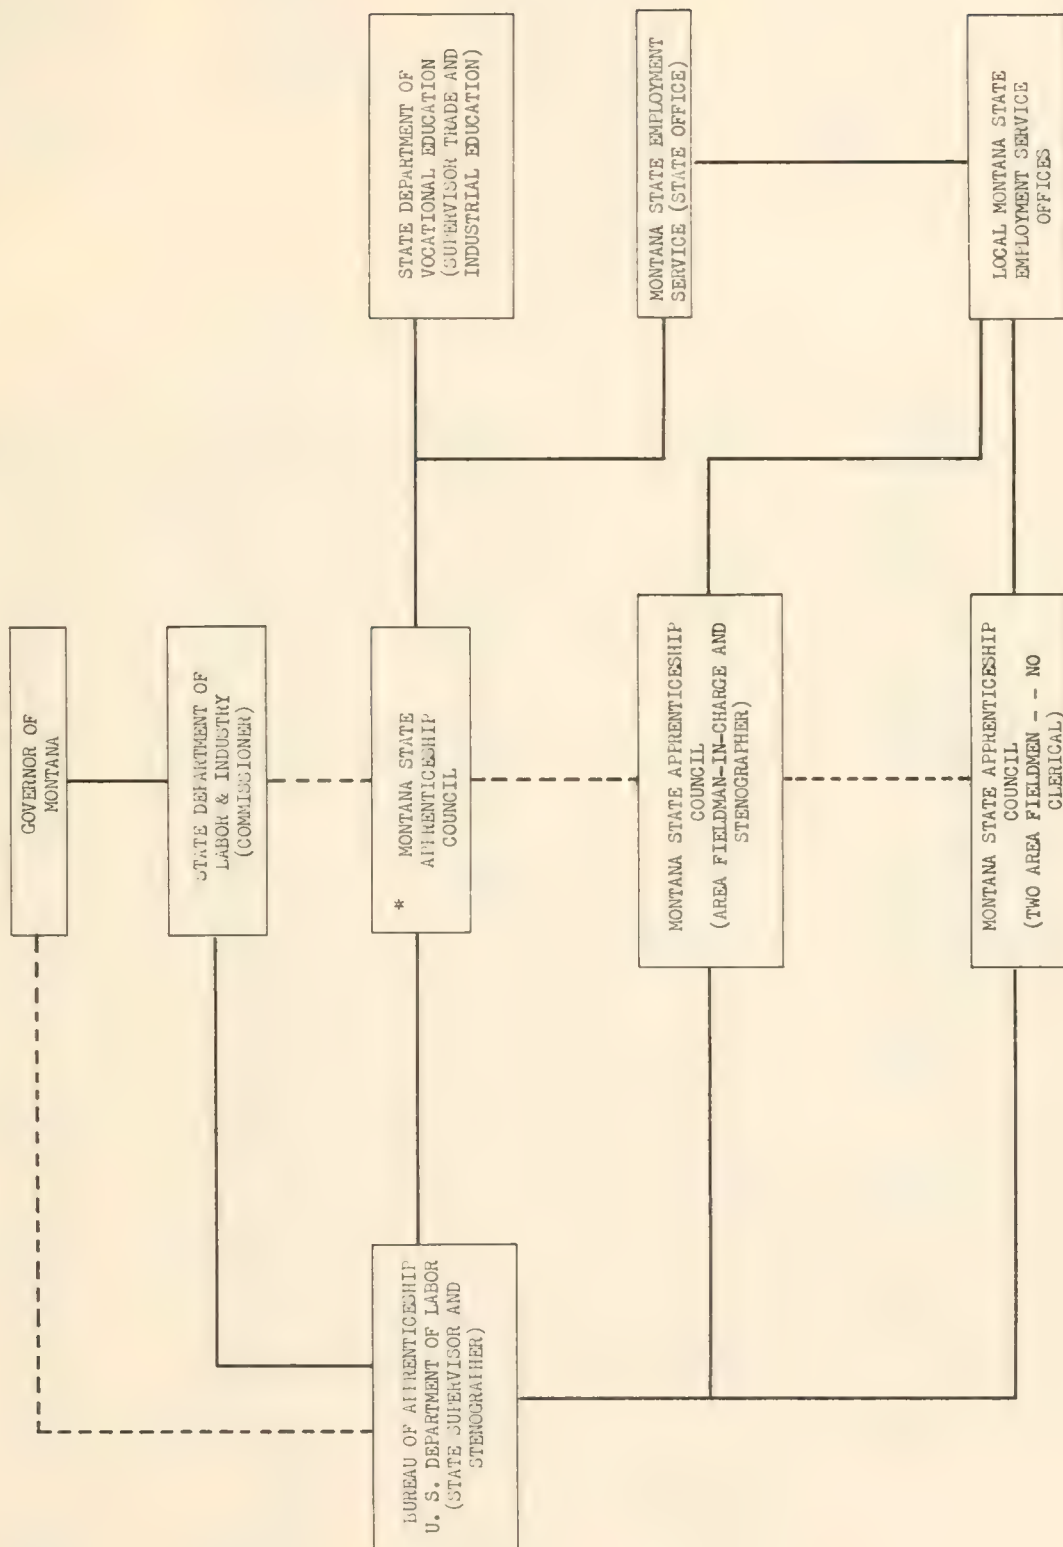 GOVERNOR OF
MONTANA
STATE DEPARTMENT OF
LABOR & INDUSTRY
(COMMISSIONER)
BUREAU OF APPRENTICESHIP
U. S. DEPARTMENT OF LABOR
(STATE SUPERVISOR AND
STENOGRAPHER)
*
MONTANA STATE
APPRENTICESHIP
COUNCIL
STATE DEPARTMENT OF
VOCATIONAL EDUCATION
(SUPERVISOR TRADE AND
INDUSTRIAL EDUCATION)
MONTANA STATE APPRENTICESHIP
COUNCIL
(AREA FIELDMAN-IN-CHARGE AND
STENOGRAPHER)
MONTANA STATE EMPLOYMENT
SERVICE (STATE OFFICE)
MONTANA STATE APPRENTICESHIP
COUNCIL
(TWO AREA FIELDMEN - - NO
CLERICAL)
LOCAL MONTANA STATE
EMPLOYMENT SERVICE
OFFICES